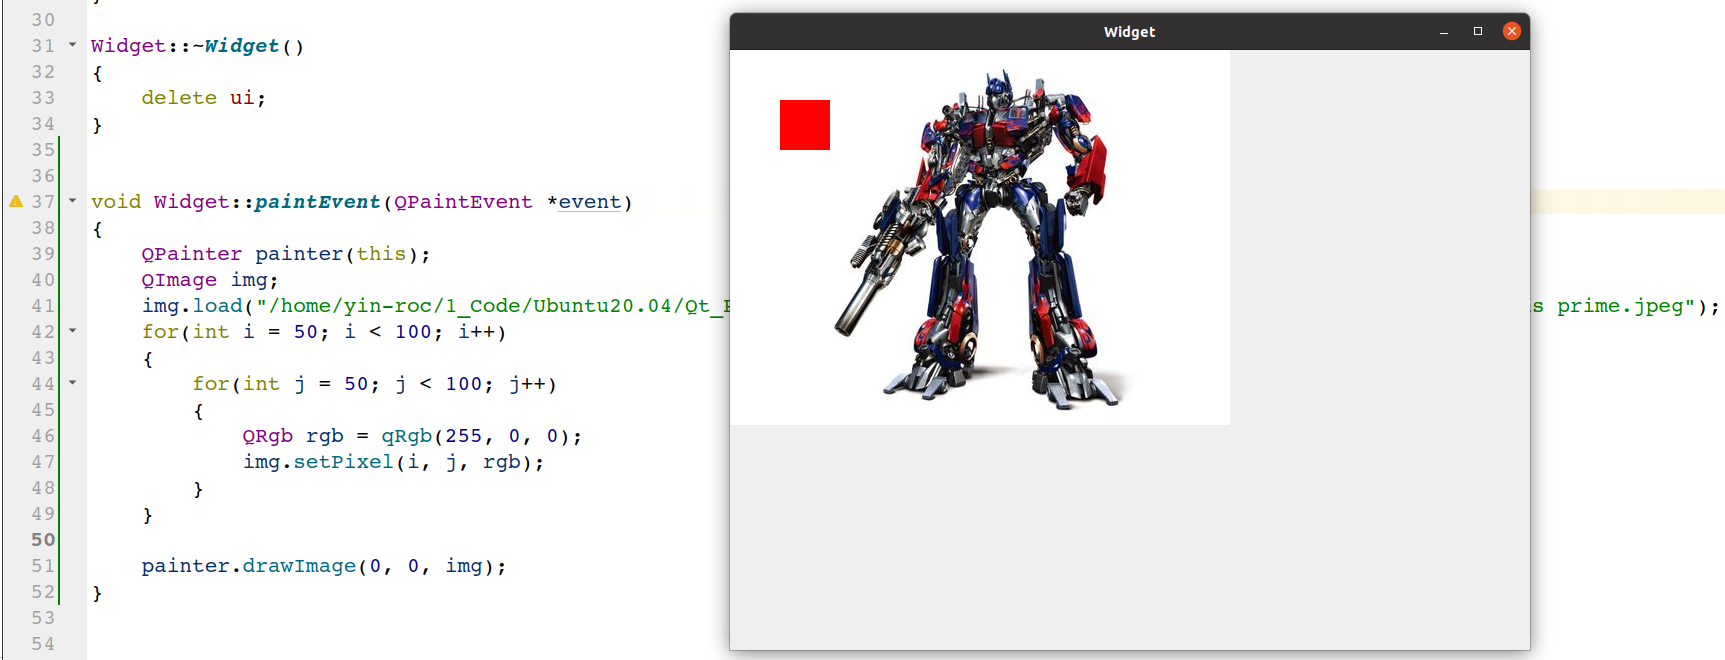 30 }
31 Widget::~Widget()
32 {
33 delete ui;
34 }
35
36
37 void Widget::paintEvent(QPaintEvent *event)
38 {
39 QPainter painter(this);
40 QImage img;
41 img.load("/home/yin-roc/1_Code/Ubuntu20.04/Qt_ s prime.jpeg");
42 for(int i = 50; i < 100; i++)
43 {
44 for(int j = 50; j < 100; j++)
45 {
46 QRgb rgb = qRgb(255, 0, 0);
47 img.setPixel(i, j, rgb);
48 }
49 }
50
51 painter.drawImage(0, 0, img);
52 }
53
54
Widget